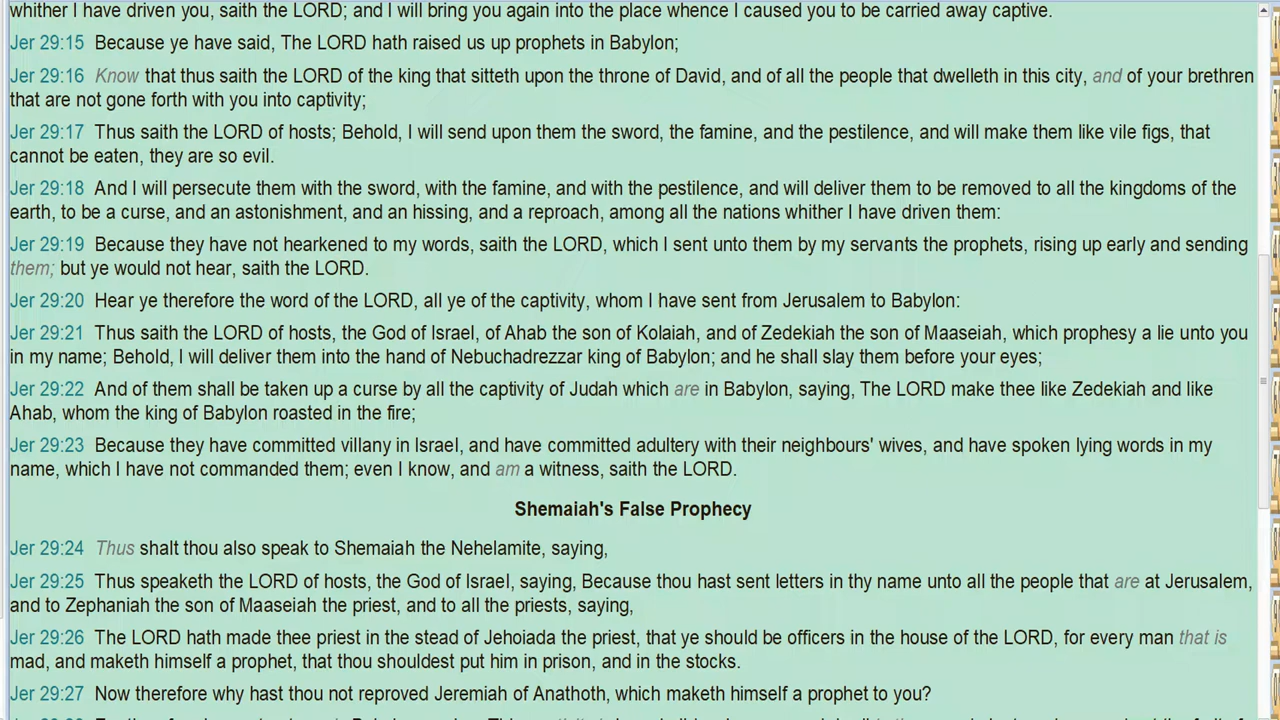 whither I have driven you, saith the LORD; and I will bring you again into the place whence I caused you to be carried away captive.
Jer 29:15 Because ye have said, The LORD hath raised us up prophets in Babylon;
Jer 29:16 Know that thus saith the LORD of the king that sitteth upon the throne of David, and of all the people that dwelleth in this city, and of your brethren
that are not gone forth with you into captivity;
Jer 29:17 Thus saith the LORD of hosts; Behold, I will send upon them the sword, the famine, and the pestilence, and will make them like vile figs, that
cannot be eaten, they are so evil.
Jer 29:18 And I will persecute them with the sword, with the famine, and with the pestilence, and will deliver them to be removed to all the kingdoms of the
earth, to be a curse, and an astonishment, and an hissing, and a reproach, among all the nations whither I have driven them:
Jer 29:19 Because they have not hearkened to my words, saith the LORD, which I sent unto them by my servants the prophets, rising up early and sending
them; but ye would not hear, saith the LORD.
Jer 29:20 Hear ye therefore the word of the LORD, all ye of the captivity, whom I have sent from Jerusalem to Babylon:
Jer 29:21 Thus saith the LORD of hosts, the God of Israel, of Ahab the son of Kolaiah, and of Zedekiah the son of Maaseiah, which prophesy a lie unto you
in my name; Behold, I will deliver them into the hand of Nebuchadrezzar king of Babylon; and he shall slay them before your eyes;
Jer 29:22 And of them shall be taken up a curse by all the captivity of Judah which are in Babylon, saying, The LORD make thee like Zedekiah and like
Ahab, whom the king of Babylon roasted in the fire;
Jer 29:23 Because they have committed villany in Israel, and have committed adultery with their neighbours' wives, and have spoken lying words in my
name, which I have not commanded them; even I know, and am a witness, saith the LORD.
Shemaiah's False Prophecy
Jer 29:24 Thus shalt thou also speak to Shemaiah the Nehelamite, saying,
Jer 29:25 Thus speaketh the LORD of hosts, the God of Israel, saying, Because thou hast sent letters in thy name unto all the people that are at Jerusalem,
and to Zephaniah the son of Maaseiah the priest, and to all the priests, saying,
Jer 29:26 The LORD hath made thee priest in the stead of Jehoiada the priest, that ye should be officers in the house of the LORD, for every man that is
mad, and maketh himself a prophet, that thou shouldest put him in prison, and in the stocks.
Jer 29:27 Now therefore why hast thou not reproved Jeremiah of Anathoth, which maketh himself a prophet to you?